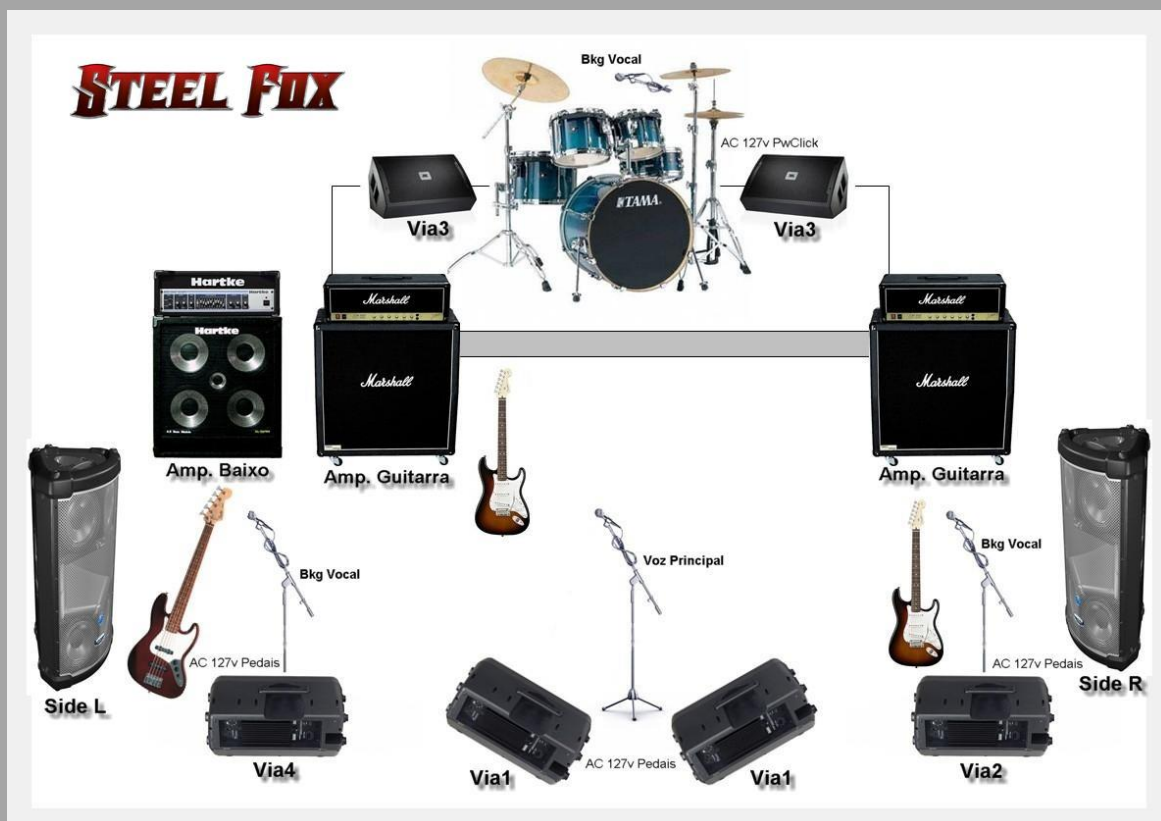 STEEL FOX
Bkg Vocal
AC 127v PwClick
TAMA
Via3
Via3
Hartke
Hartke
Marshall
Marshall
Hartke
Marshall
Marshall
Amp. Baixo
Amp. Guitarra
Amp. Guitarra
Bkg Vocal
Voz Principal
Bkg Vocal
AC 127v Pedais
AC 127v Pedais
Side L
Side R
Via4
Via1
AC 127v Pedais
Via1
Via2